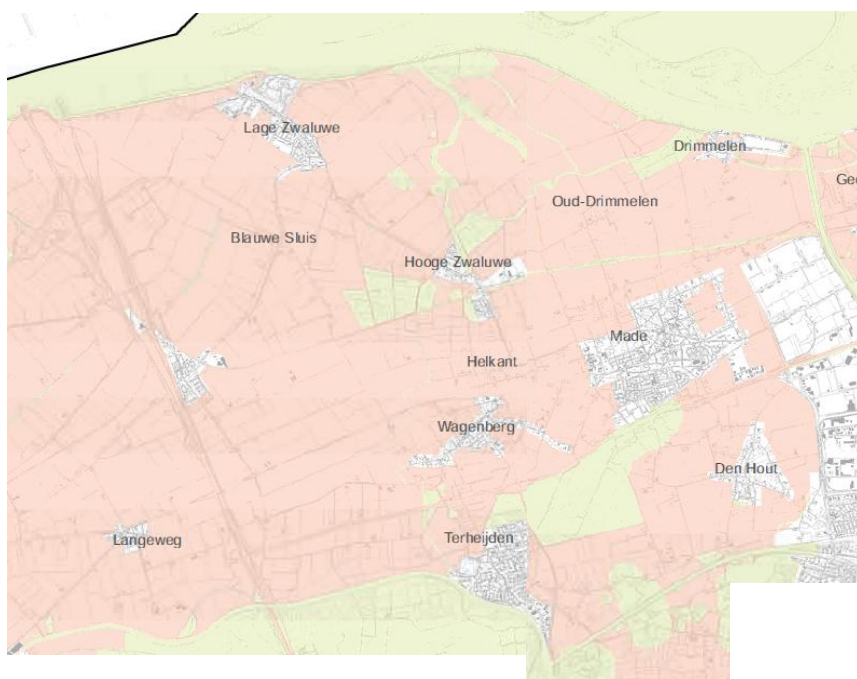 Lage Zwaluwe
Drimmelen
Oud-Drimmelen
Blauwe Sluis
Hooge Zwaluwe
Made
Helkant
Wagenberg
Den Hout
Langeweg
Terheijden